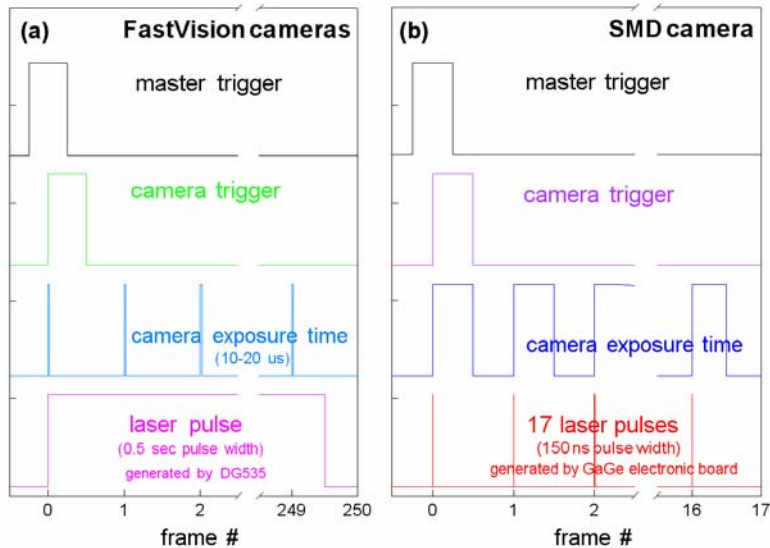 (a) FastVision cameras
master trigger
camera trigger
camera exposure time
(10-20 us)
laser pulse
(0.5 sec pulse width)
generated by DG535
0 1 2 249 250
frame #
(b) SMD camera
master trigger
camera trigger
camera exposure time
17 laser pulses
(150 ns pulse width)
generated by GaGe electronic board
0 1 2 16 17
frame #